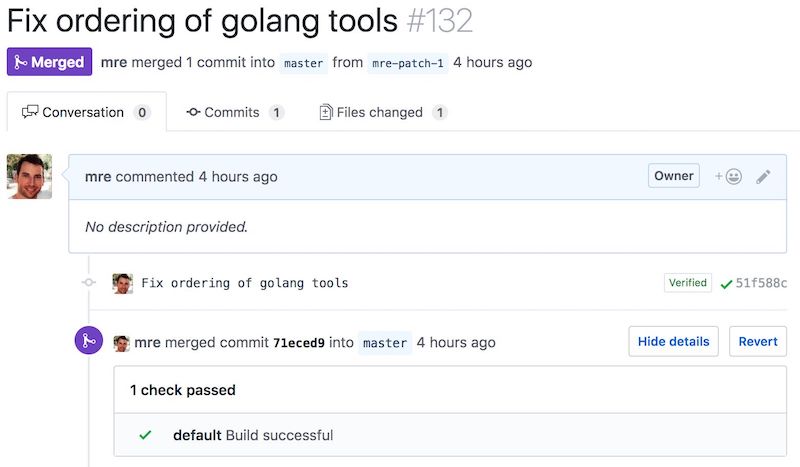 Fix ordering of golang tools #132
Merged mre merged 1 commit into master from mre-patch-1 4 hours ago
Conversation 0 Commits 1 Files changed 1
mre commented 4 hours ago Owner
No description provided.
Fix ordering of golang tools Verified 51f588c
mre merged commit 71eced9 into master 4 hours ago Hide details Revert
1 check passed
default Build successful